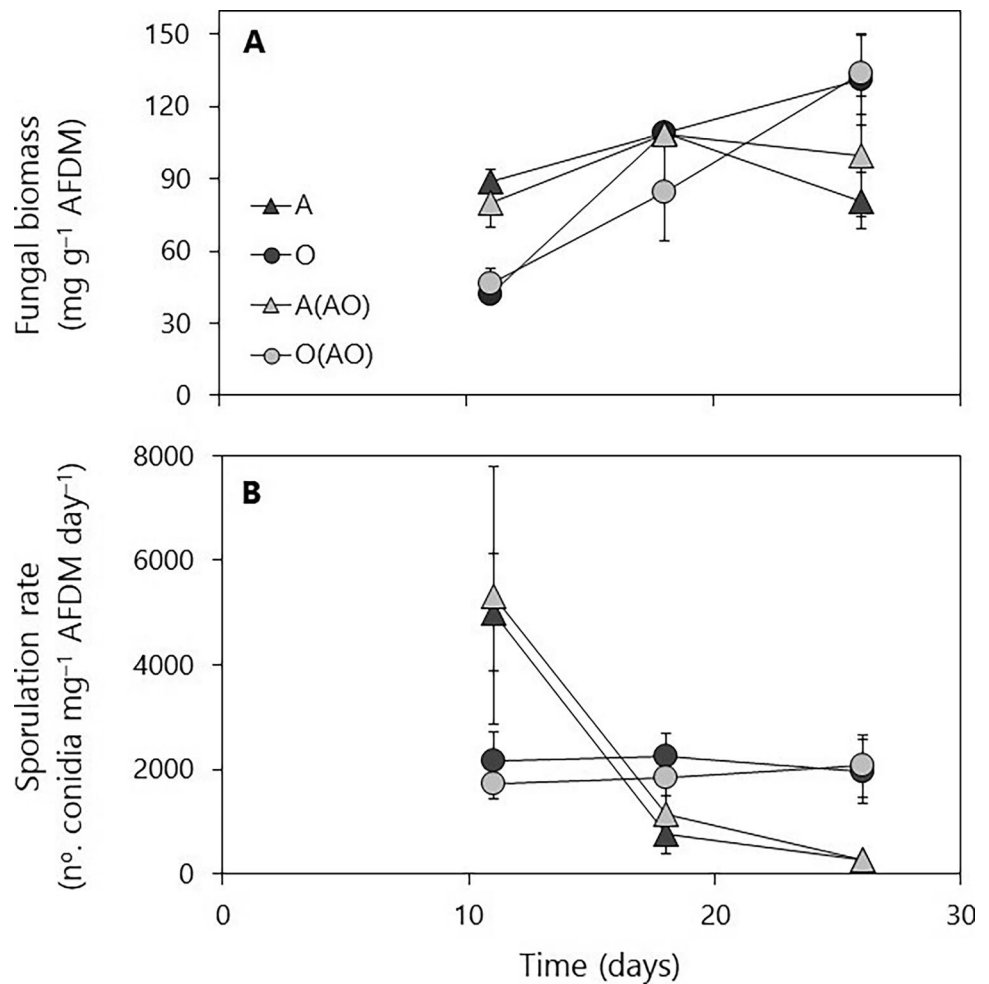 A
150
120
90
60
30
0
Fungal biomass
(mg g⁻¹ AFDM)
A
O
A(AO)
O(AO)
B
8000
6000
4000
2000
0
Sporulation rate
(nº. conidia mg⁻¹ AFDM day⁻¹)
0 10 20 30
Time (days)